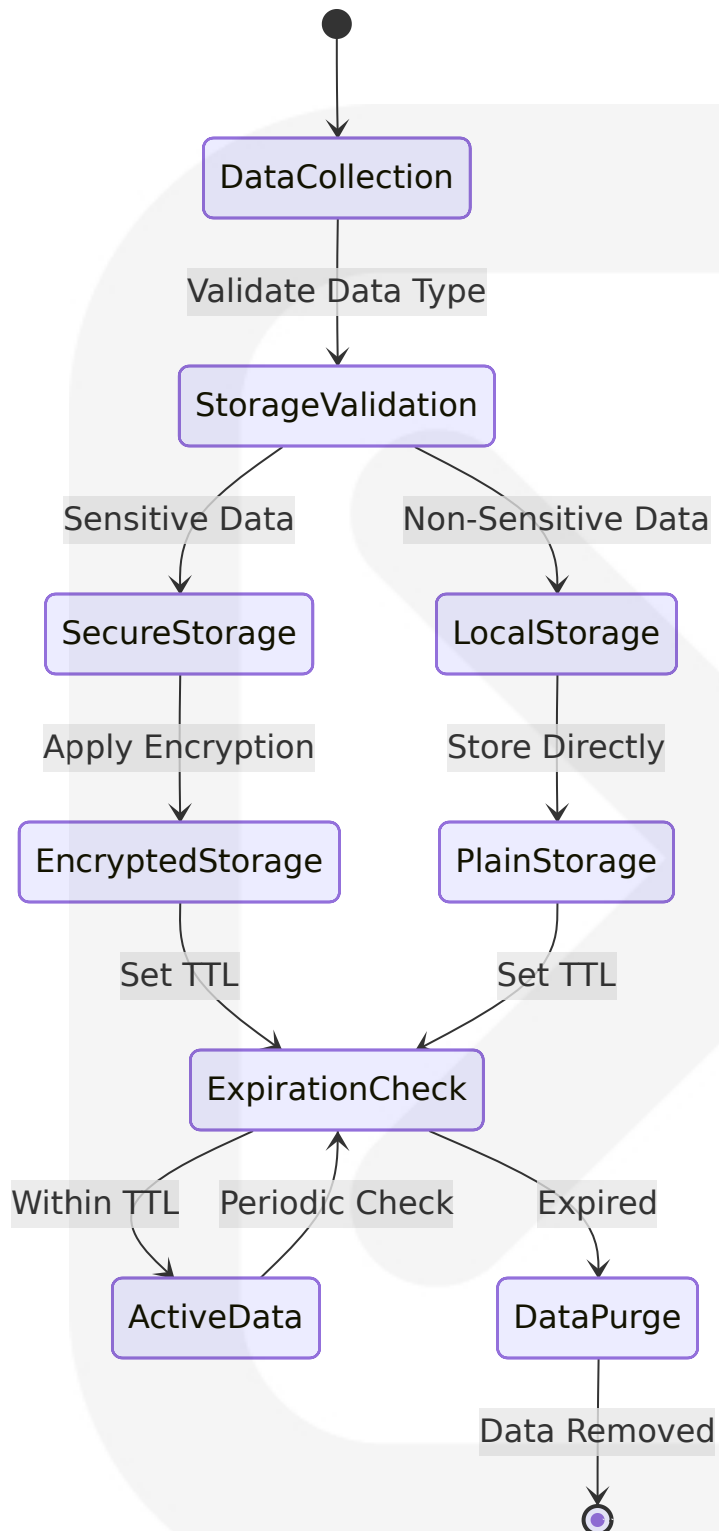 DataCollection
Validate Data Type
StorageValidation
Sensitive Data
Non-Sensitive Data
SecureStorage
LocalStorage
Apply Encryption
Store Directly
EncryptedStorage
PlainStorage
Set TTL
Set TTL
ExpirationCheck
Within TTL
Periodic Check
Expired
ActiveData
DataPurge
Data Removed